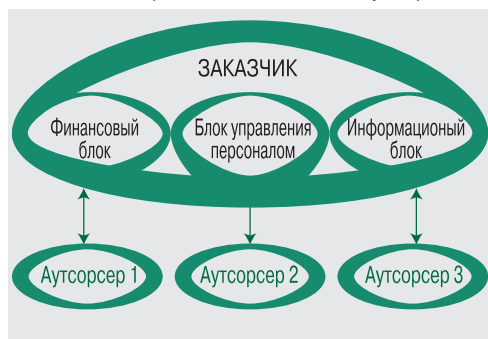 ЗАКАЗЧИК
Финансовый
блок
Блок управления
персоналом
Информационый
блок
Аутсорсер 1
Аутсорсер 2
Аутсорсер 3